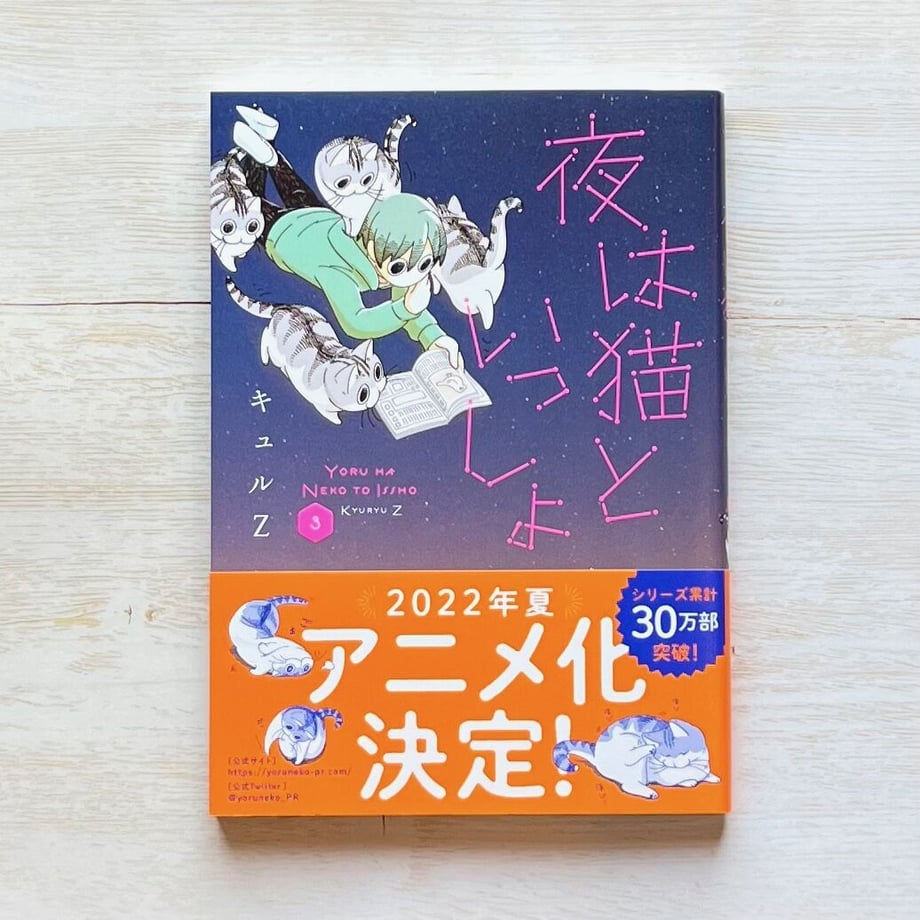 夜は猫と
いっしょ
キュルZ
YORU HA
NEKO TO ISSHO
KYURYU Z
3
2022年夏
アニメ化
決定!
シリーズ累計
30万部
突破!
[公式サイト]
https://yoruneko-pr.com/
[公式Twitter]
@yoruneko_PR